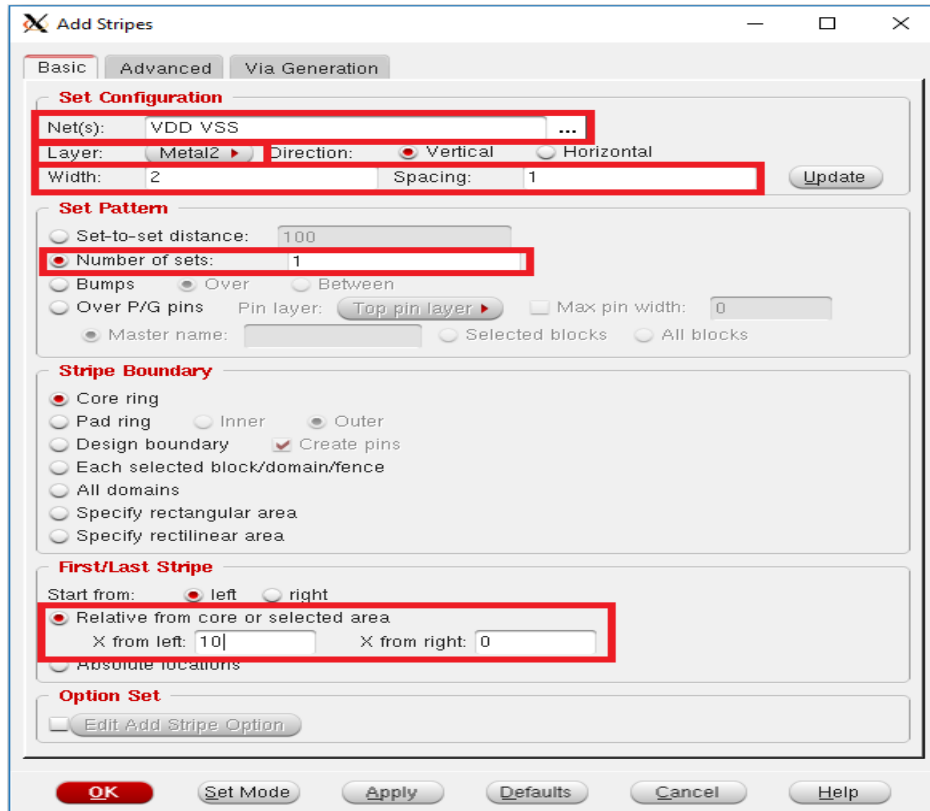 Add Stripes
Basic Advanced Via Generation
Set Configuration
Net(s): VDD VSS ...
Layer: Metal2 Direction: Vertical Horizontal
Width: 2 Spacing: 1 Update
Set Pattern
Set-to-set distance: 100
Number of sets: 1
Bumps Over Between
Over P/G pins Pin layer: Top pin layer Max pin width: 0
Master name: Selected blocks All blocks
Stripe Boundary
Core ring
Pad ring Inner Outer
Design boundary Create pins
Each selected block/domain/fence
All domains
Specify rectangular area
Specify rectilinear area
First/Last Stripe
Start from: left right
Relative from core or selected area
X from left: 10 X from right: 0
Absolute locations
Option Set
Edit Add Stripe Option
OK Set Mode Apply Defaults Cancel Help